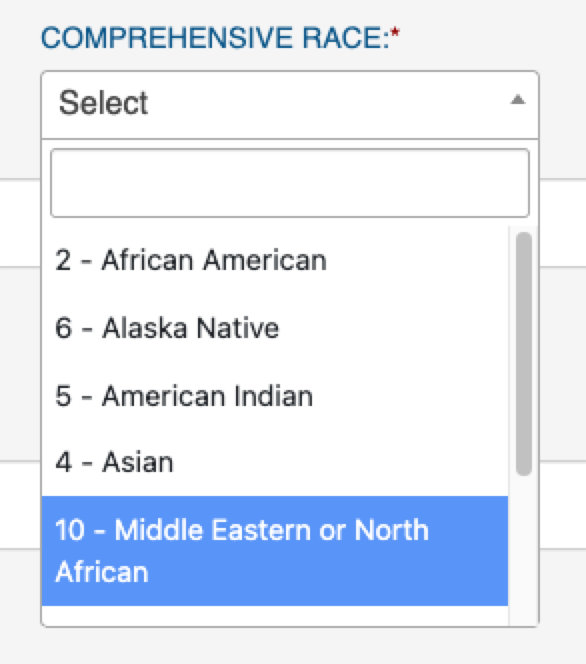 COMPREHENSIVE RACE:*
Select
2 - African American
6 - Alaska Native
5 - American Indian
4 - Asian
10 - Middle Eastern or North
African